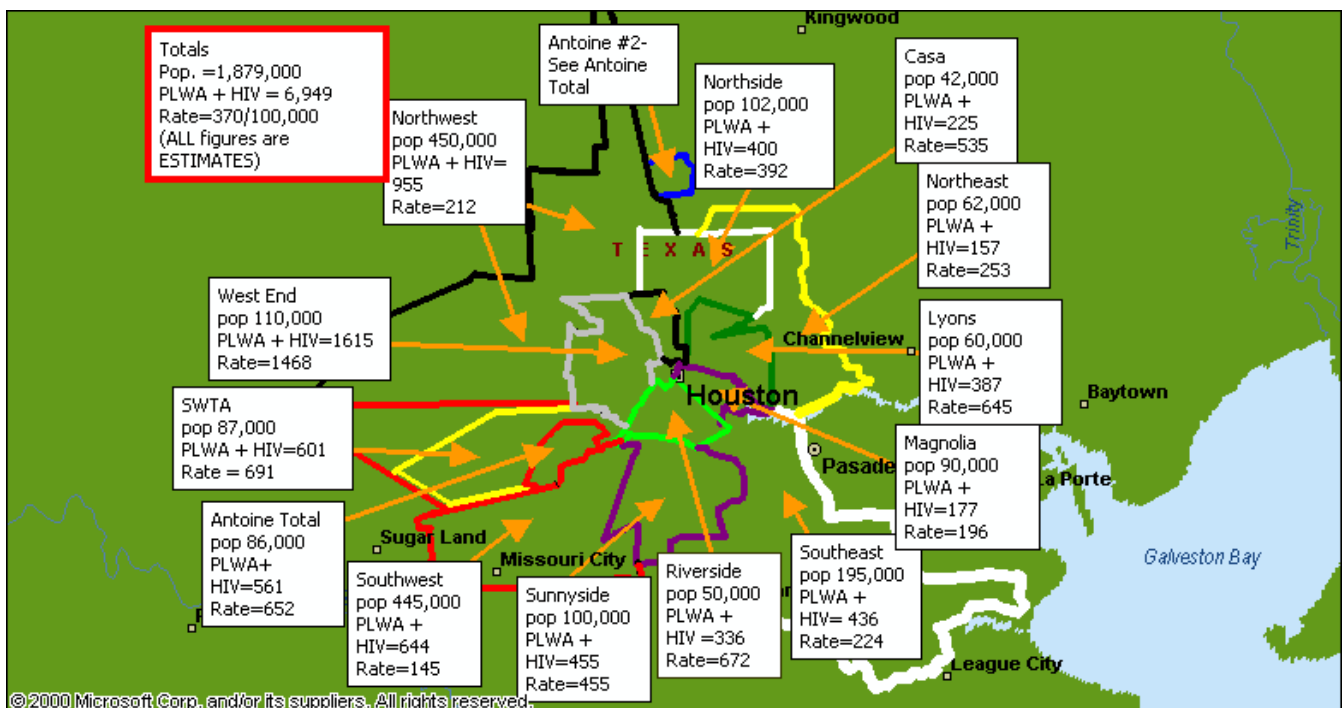 Kingwood
Totals
Pop. =1,879,000
PLWA + HIV = 6,949
Rate=370/100,000
(ALL figures are
ESTIMATES)
Antoine #2-
See Antoine
Total
Northwest
pop 450,000
PLWA + HIV=
955
Rate=212
Northside
pop 102,000
PLWA +
HIV=400
Rate=392
Casa
pop 42,000
PLWA +
HIV=225
Rate=535
Northeast
pop 62,000
PLWA +
HIV=157
Rate=253
Trinity
TEXAS
West End
pop 110,000
PLWA + HIV=1615
Rate=1468
Channelview
Lyons
pop 60,000
PLWA +
HIV=387
Rate=645
Houston
Baytown
SWTA
pop 87,000
PLWA + HIV=601
Rate = 691
Magnolia
pop 90,000
PLWA +
HIV=177
Rate=196
Pasade
La Porte
Antoine Total
pop 86,000
PLWA+
HIV=561
Rate=652
Sugar Land
Missouri City
Galveston Bay
Southwest
pop 445,000
PLWA +
HIV=644
Rate=145
Sunnyside
pop 100,000
PLWA +
HIV=455
Rate=455
Riverside
pop 50,000
PLWA +
HIV =336
Rate=672
Southeast
pop 195,000
PLWA +
HIV= 436
Rate=224
League City
© 2000 Microsoft Corp. and/or its suppliers. All rights reserved.